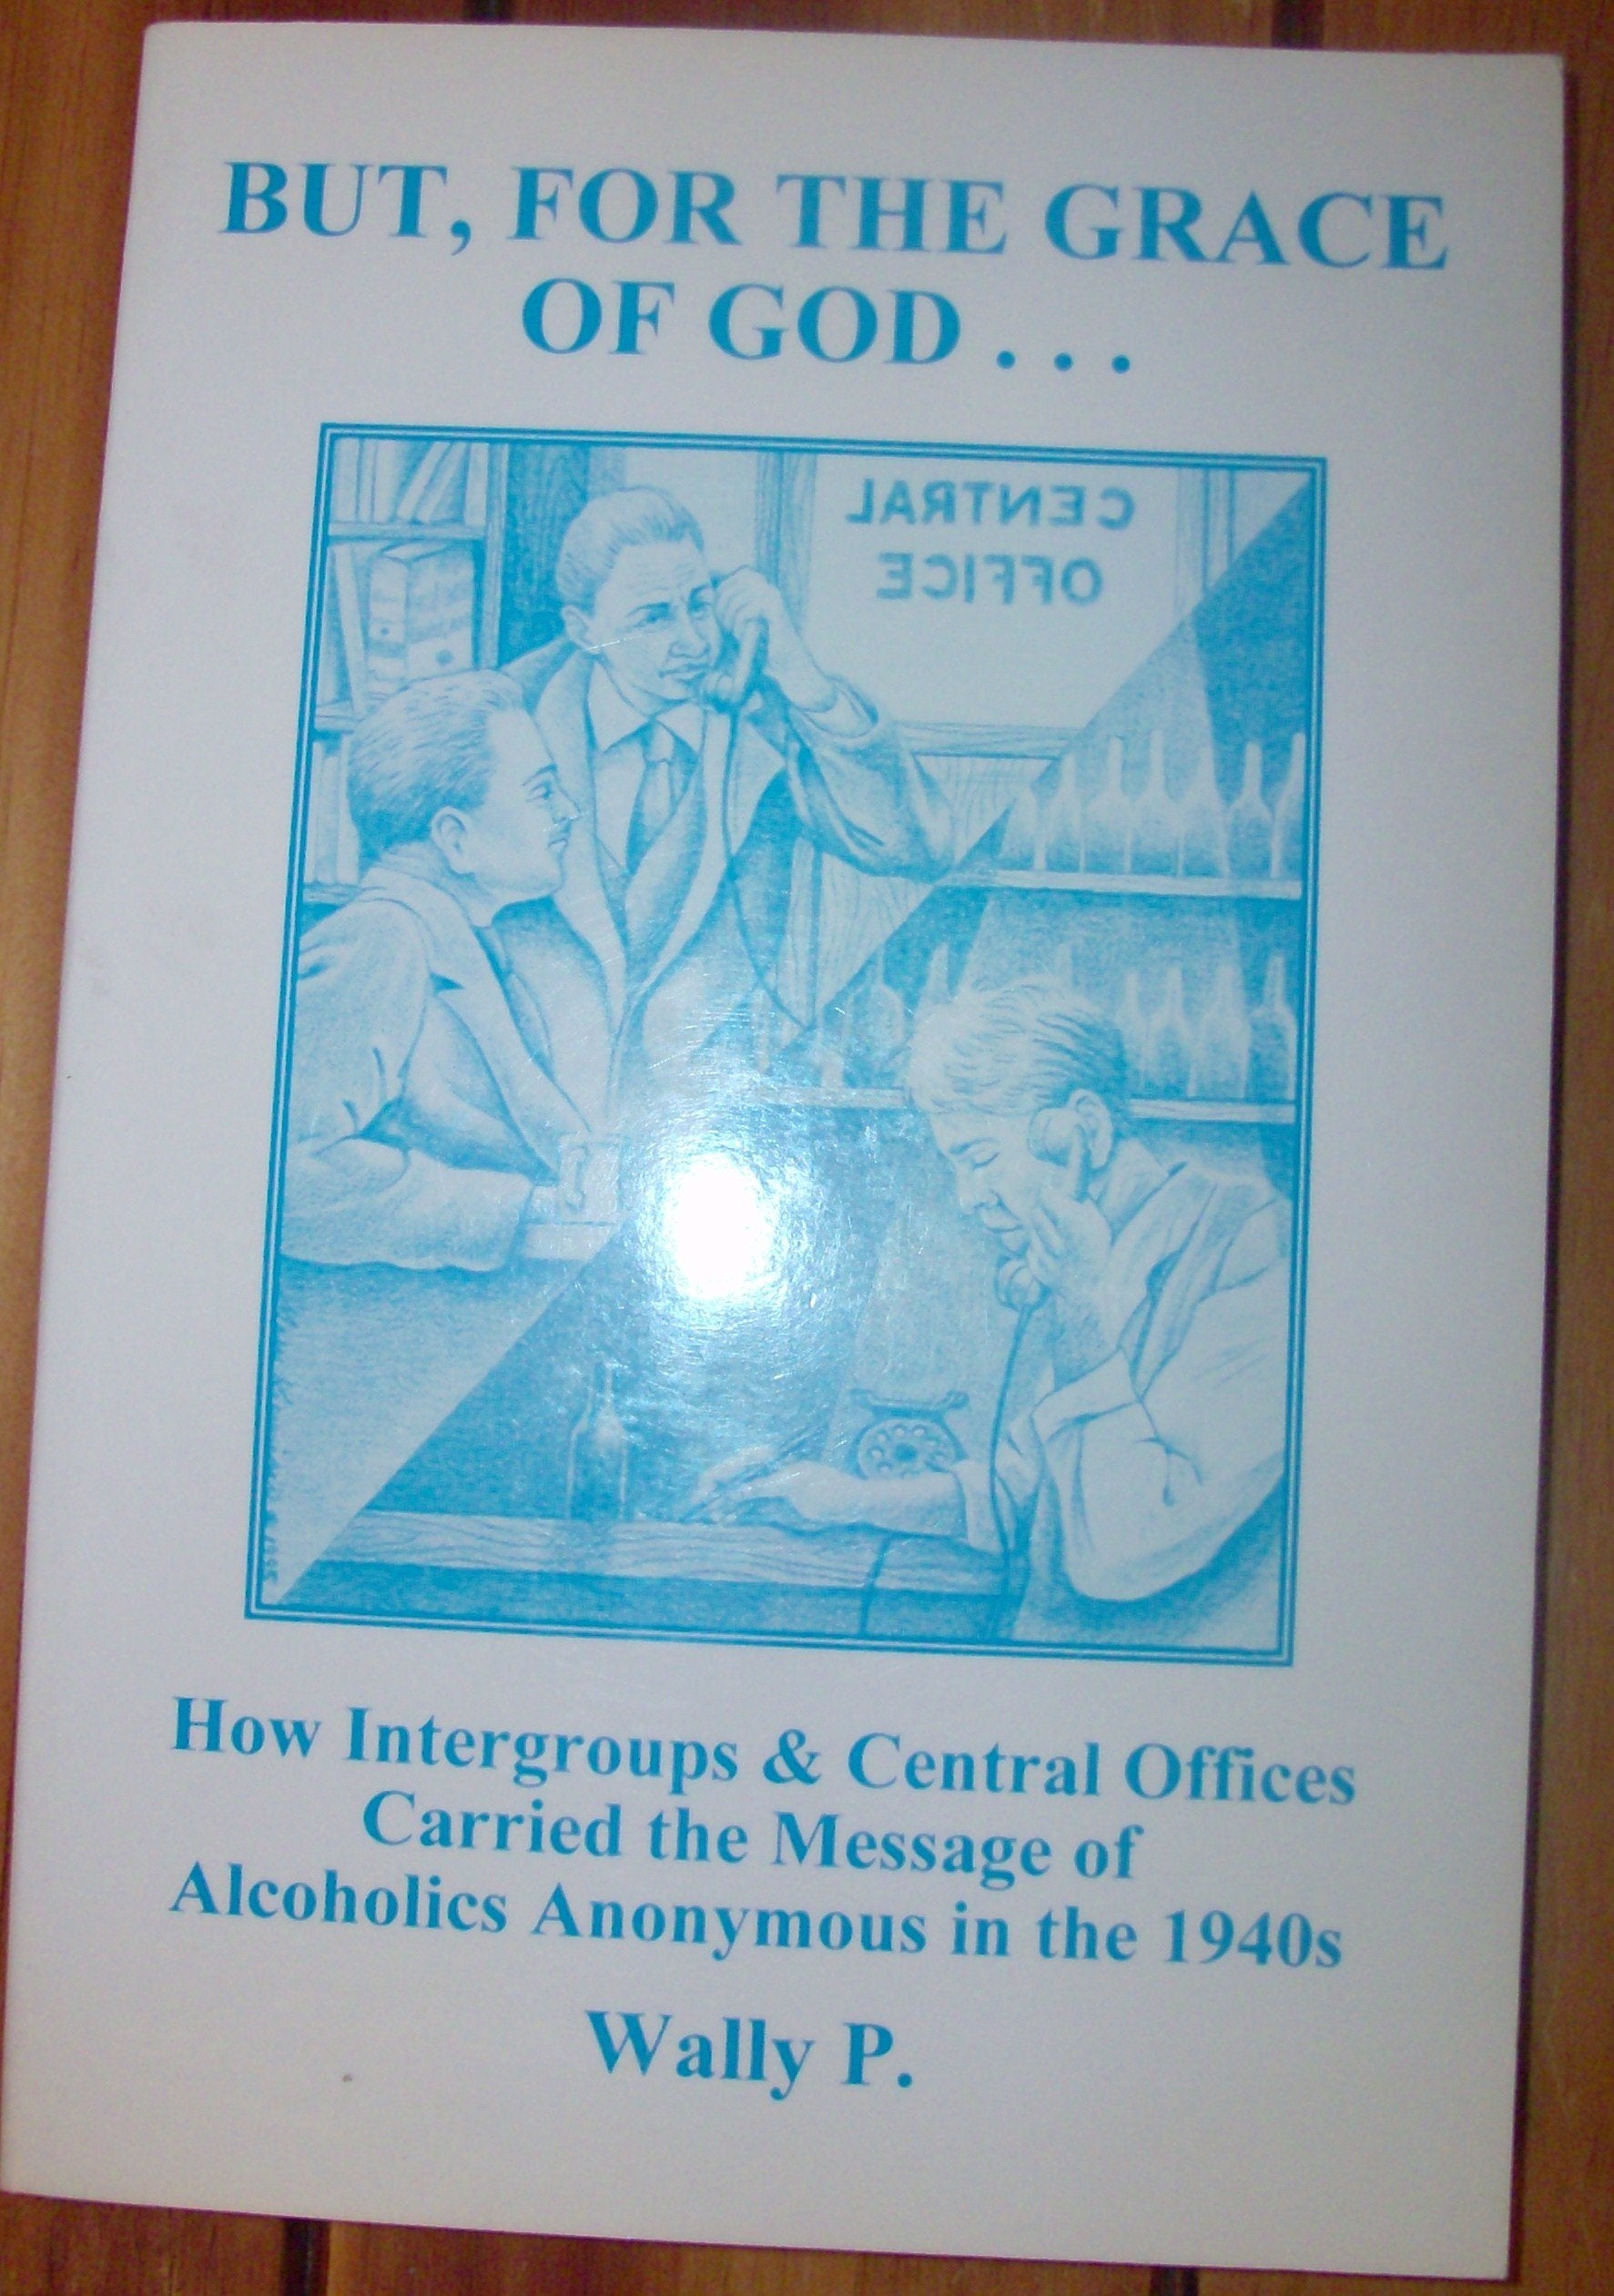 BUT, FOR THE GRACE
OF GOD . . .
CENTRAL
OFFICE
How Intergroups & Central Offices
Carried the Message of
Alcoholics Anonymous in the 1940s
Wally P.